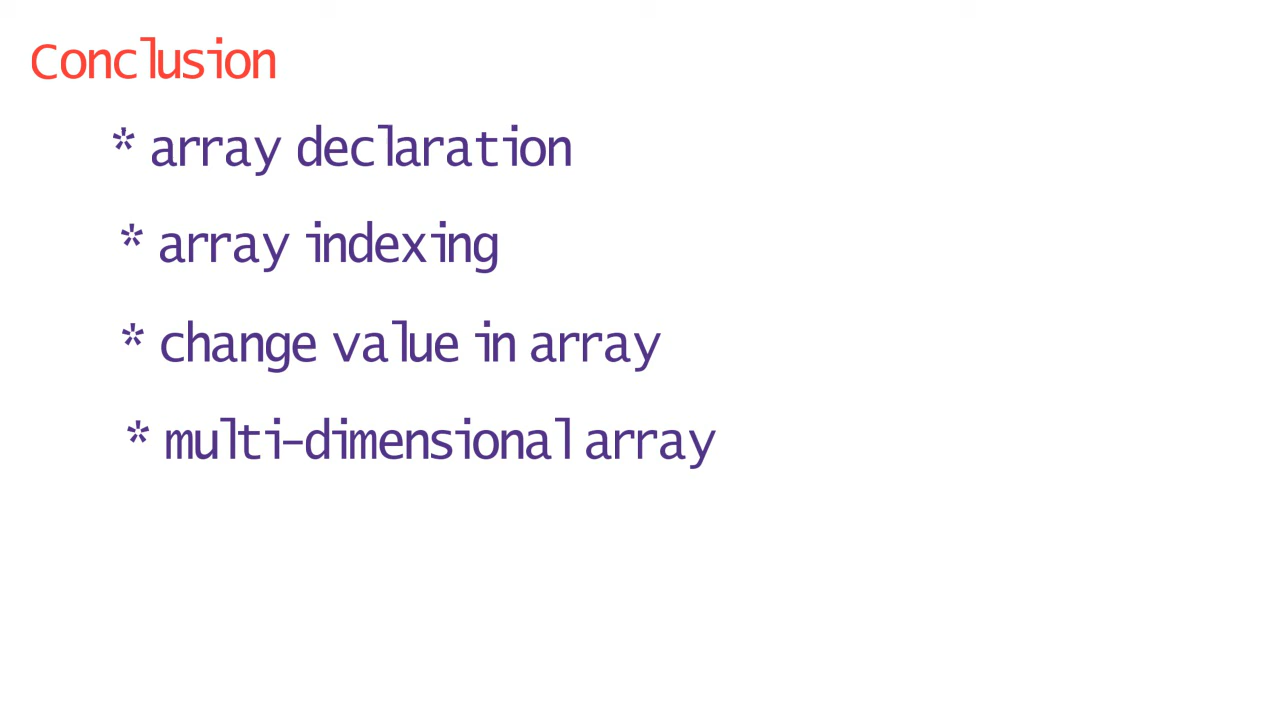 Conclusion
* array declaration
* array indexing
* change value in array
* multi-dimensional array